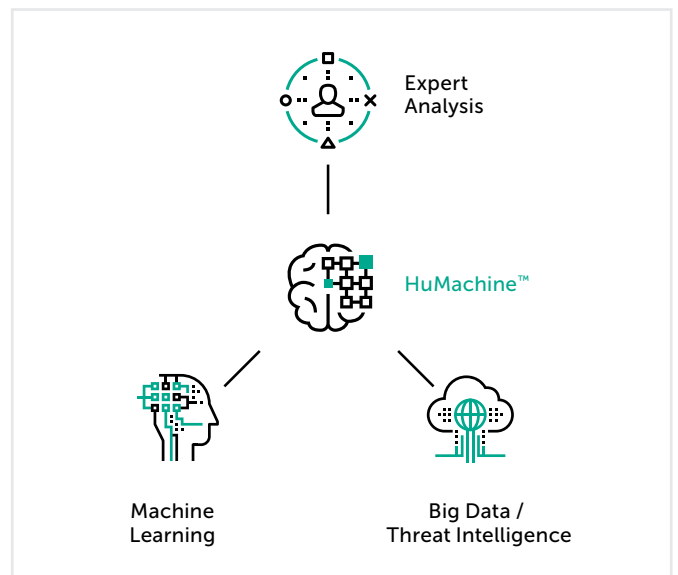 Expert
Analysis
HuMachine™
Machine
Learning
Big Data /
Threat Intelligence